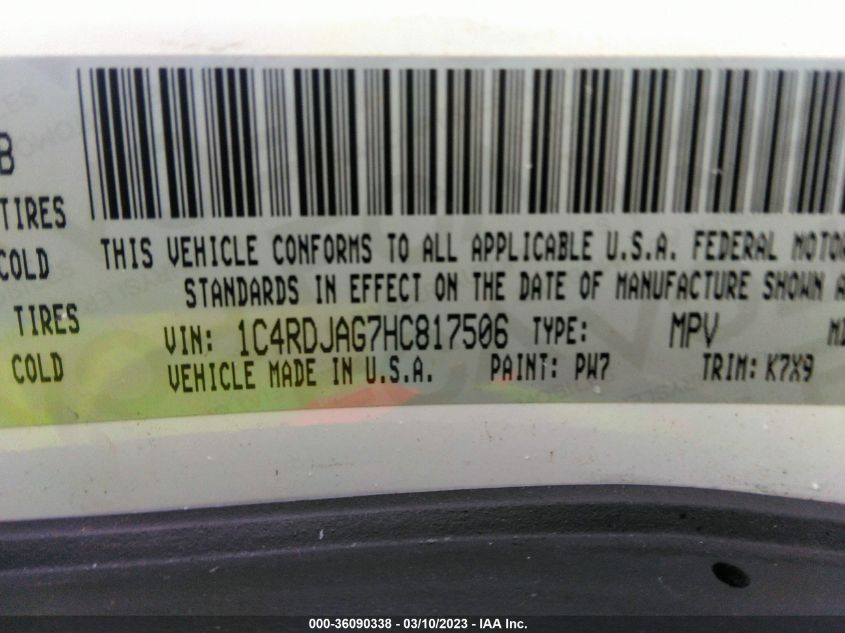 B
TIRES
COLD
THIS VEHICLE CONFORMS TO ALL APPLICABLE U.S.A. FEDERAL MOTOR
STANDARDS IN EFFECT ON THE DATE OF MANUFACTURE SHOWN A
TIRES
VIN: 1C4RDJAG7HC817506 TYPE: MPV
COLD
VEHICLE MADE IN U.S.A. PAINT: PW7 TRIM: K7X9
000-36090338 - 03/10/2023 - IAA Inc.